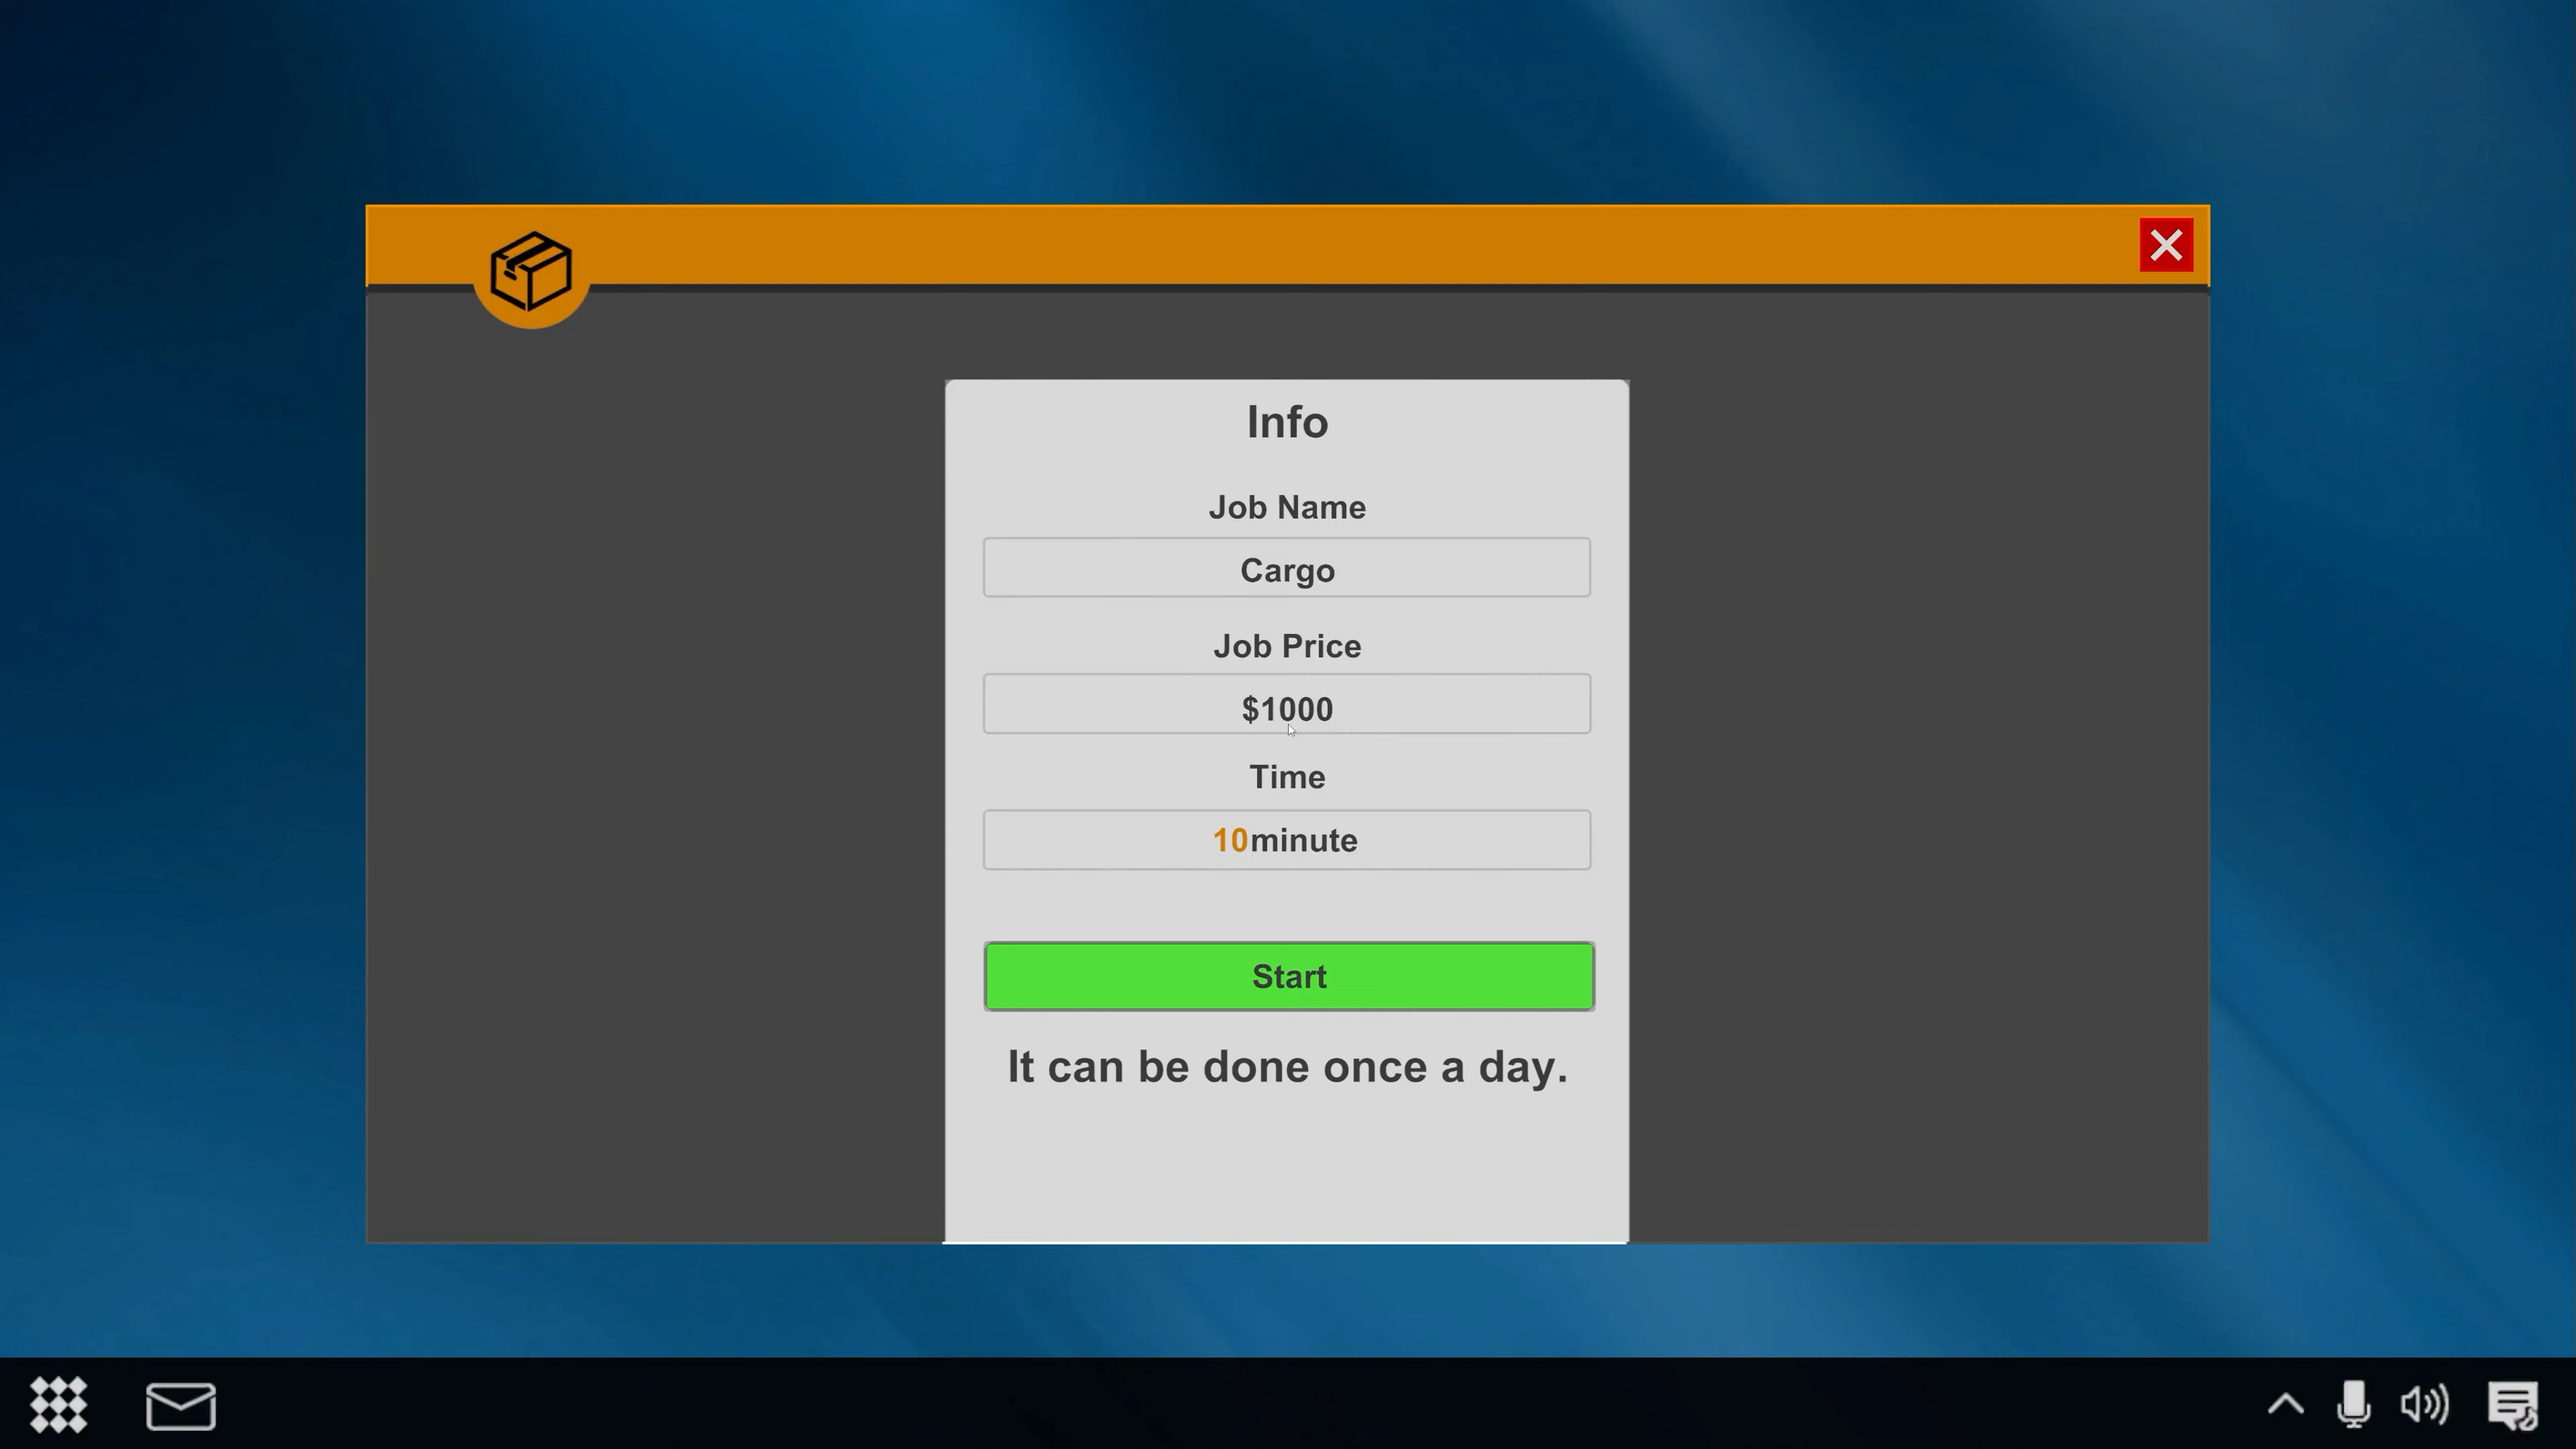 Info
Job Name
Cargo
Job Price
$1000
Time
10minute
Start
It can be done once a day.